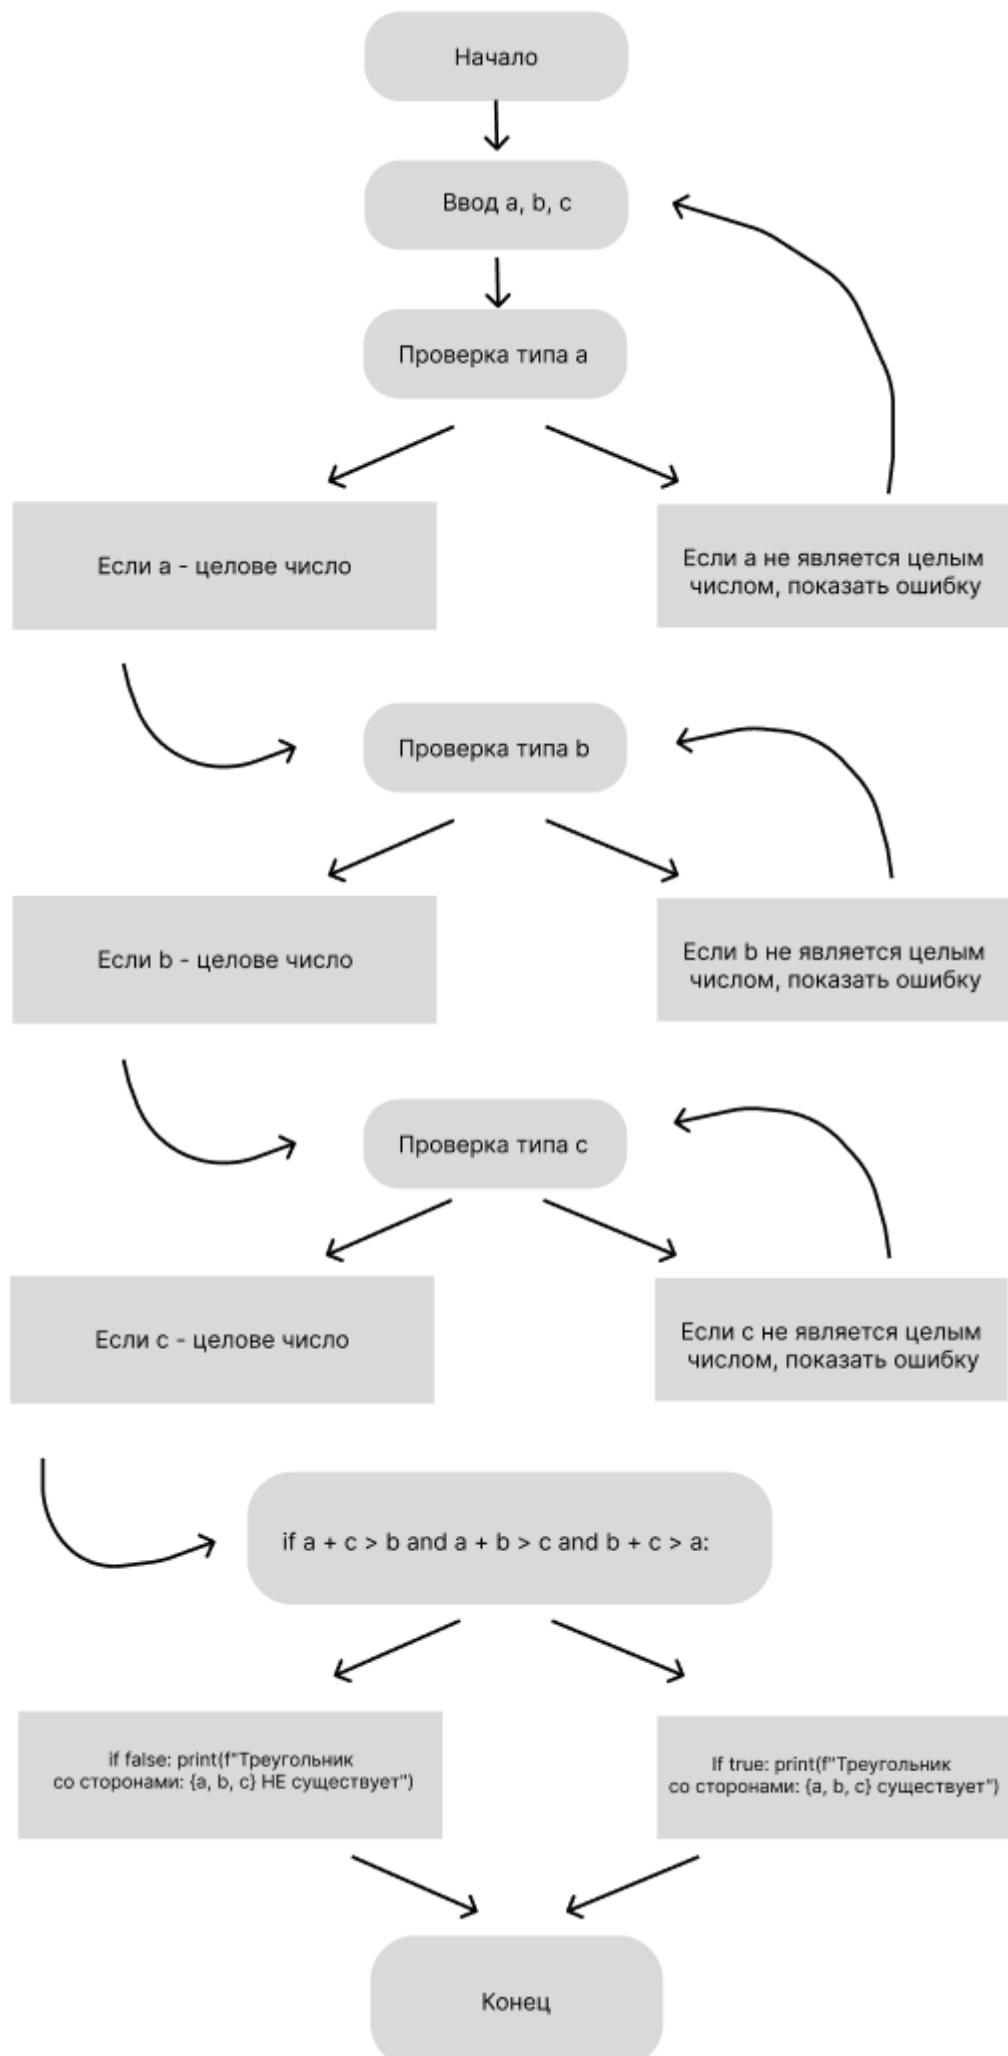 Начало
Ввод a, b, c
Проверка типа a
Если a - целове число
Если a не является целым
числом, показать ошибку
Проверка типа b
Если b - целове число
Если b не является целым
числом, показать ошибку
Проверка типа c
Если c - целове число
Если c не является целым
числом, показать ошибку
if a + c > b and a + b > c and b + c > a:
if false: print(f"Треугольник
со сторонами: {a, b, c} НЕ существует")
If true: print(f"Треугольник
со сторонами: {a, b, c} существует")
Конец